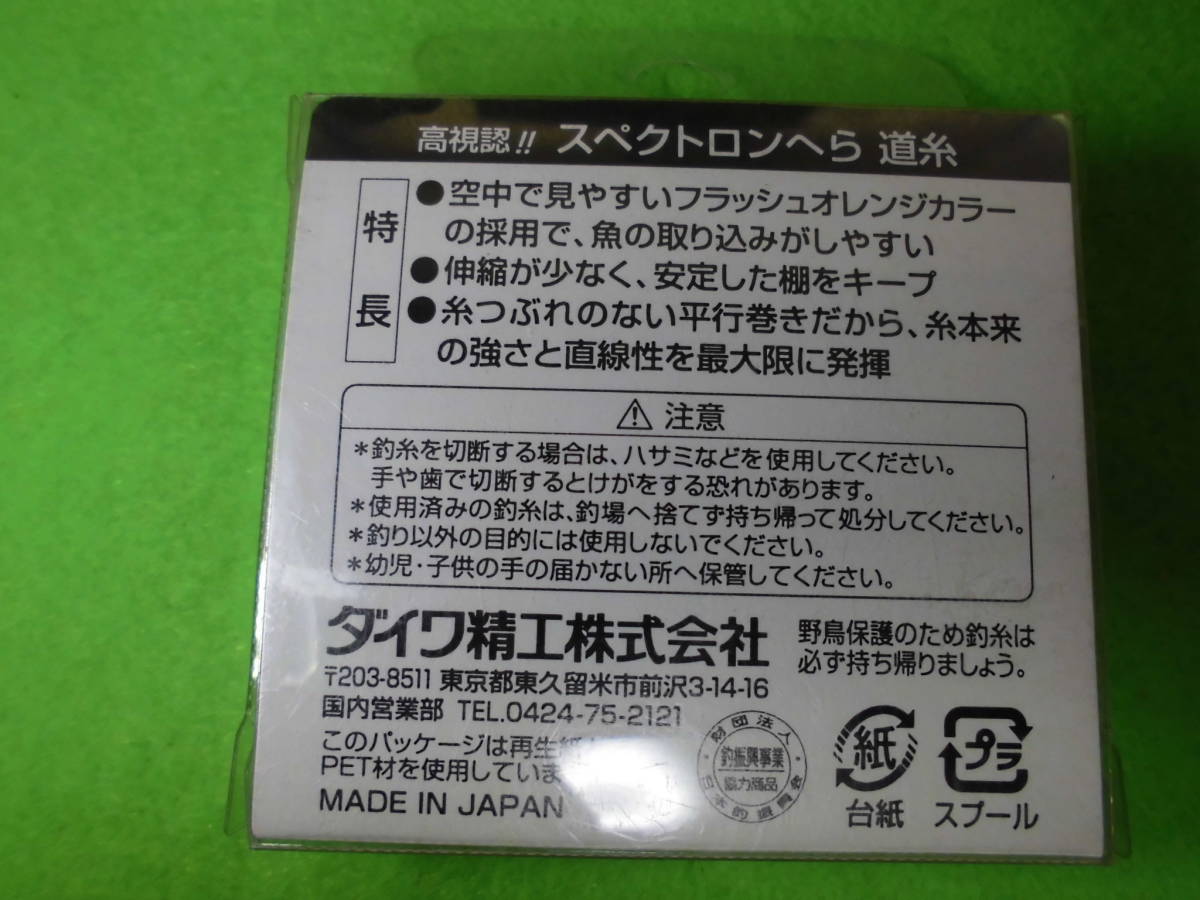 高視認!! スペクトロンへら 道糸
特長
●空中で見やすいフラッシュオレンジカラー
の採用で、魚の取り込みがしやすい
●伸縮が少なく、安定した棚をキープ
●糸つぶれのない平行巻きだから、糸本来
の強さと直線性を最大限に発揮
⚠ 注意
*釣糸を切断する場合は、ハサミなどを使用してください。
手や歯で切断するとけがをする恐れがあります。
*使用済みの釣糸は、釣場へ捨てず持ち帰って処分してください。
*釣り以外の目的には使用しないでください。
*幼児・子供の手の届かない所へ保管してください。
ダイワ精工株式会社
〒203-8511 東京都東久留米市前沢3-14-16
国内営業部 TEL.0424-75-2121
このパッケージは再生紙
PET材を使用していま
MADE IN JAPAN
野鳥保護のため釣糸は
必ず持ち帰りましょう。
財団法人
釣振興事業
協力商品
紙
台紙
プラ
スプール